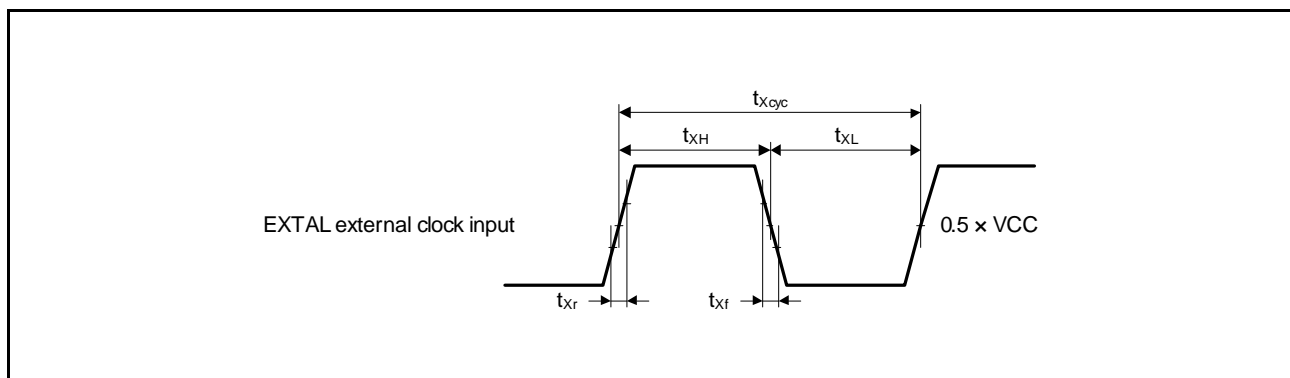 tXcyc
tXH
tXL
EXTAL external clock input
0.5 × VCC
tXr
tXf